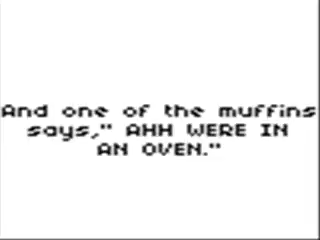 And one of the muffins
says," AHH WERE IN
AN OVEN."